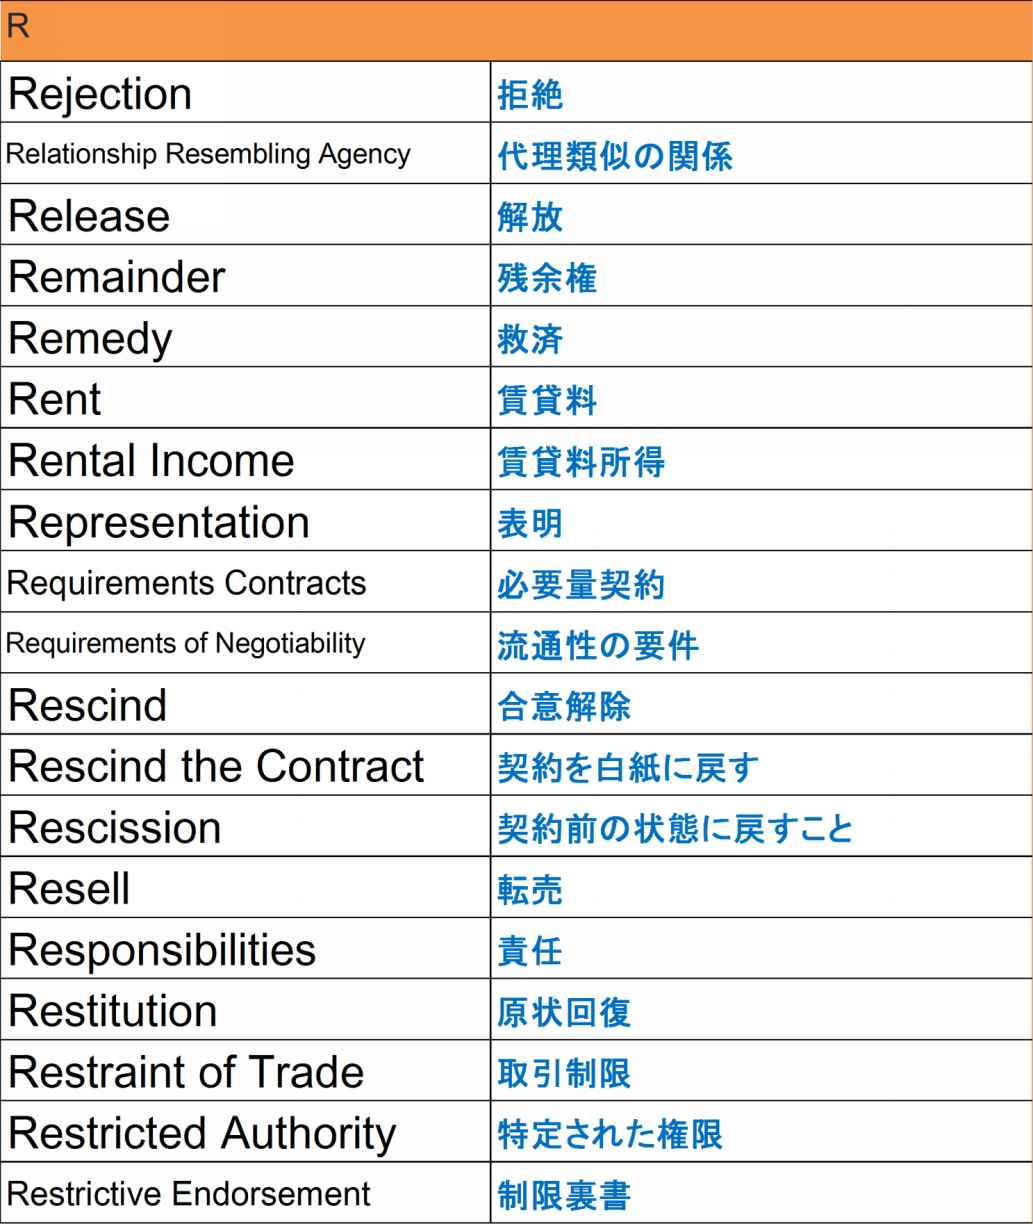 R
Rejection 拒絶
Relationship Resembling Agency 代理類似の関係
Release 解放
Remainder 残余権
Remedy 救済
Rent 賃貸料
Rental Income 賃貸料所得
Representation 表明
Requirements Contracts 必要量契約
Requirements of Negotiability 流通性の要件
Rescind 合意解除
Rescind the Contract 契約を白紙に戻す
Rescission 契約前の状態に戻すこと
Resell 転売
Responsibilities 責任
Restitution 原状回復
Restraint of Trade 取引制限
Restricted Authority 特定された権限
Restrictive Endorsement 制限裏書